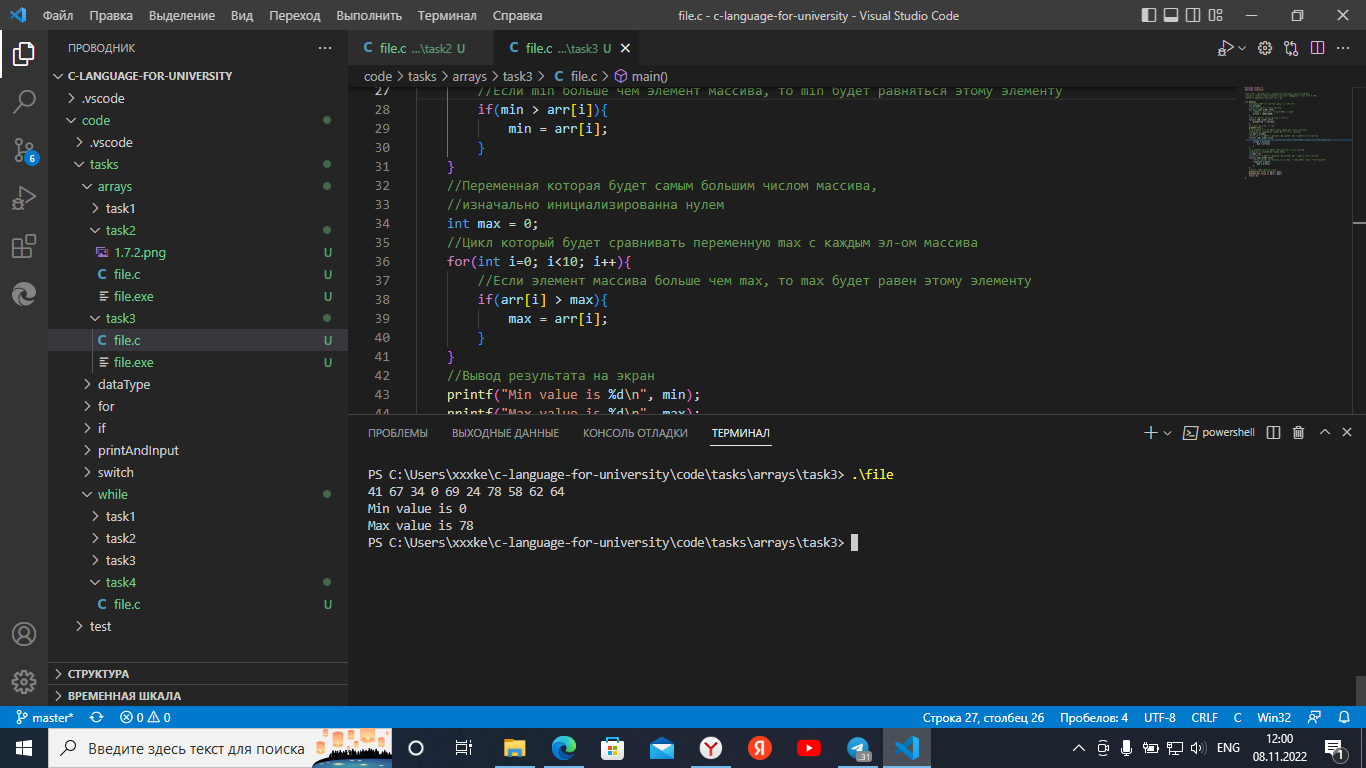 Файл Правка Выделение Вид Переход Выполнить Терминал Справка file.c - c-language-for-university - Visual Studio Code
ПРОВОДНИК
C-LANGUAGE-FOR-UNIVERSITY
.vscode
code
.vscode
tasks
arrays
task1
task2
1.7.2.png U
file.c U
file.exe U
task3
file.c U
file.exe U
dataType
for
if
printAndInput
switch
while
task1
task2
task3
task4
file.c U
test
СТРУКТУРА
ВРЕМЕННАЯ ШКАЛА
6
file.c ...\task2 U file.c ...\task3 U
code > tasks > arrays > task3 > file.c > main()
27 //Если min больше чем элемент массива, то min будет равняться этому элементу
28 if(min > arr[i]){
29 min = arr[i];
30 }
31 }
32 //Переменная которая будет самым большим числом массива,
33 //изначально инициализированна нулем
34 int max = 0;
35 //Цикл который будет сравнивать переменную max с каждым эл-ом массива
36 for(int i=0; i<10; i++){
37 //Если элемент массива больше чем max, то max будет равен этому элементу
38 if(arr[i] > max){
39 max = arr[i];
40 }
41 }
42 //Вывод результата на экран
43 printf("Min value is %d\n", min);
44 printf("Max value is %d\n", max);
ПРОБЛЕМЫ ВЫХОДНЫЕ ДАННЫЕ КОНСОЛЬ ОТЛАДКИ ТЕРМИНАЛ powershell
PS C:\Users\xxxke\c-language-for-university\code\tasks\arrays\task3> .\file
41 67 34 0 69 24 78 58 62 64
Min value is 0
Max value is 78
PS C:\Users\xxxke\c-language-for-university\code\tasks\arrays\task3>
master* 0 0 Строка 27, столбец 26 Пробелов: 4 UTF-8 CRLF C Win32
Введите здесь текст для поиска Y Я 31 ENG 12:00
08.11.2022 1